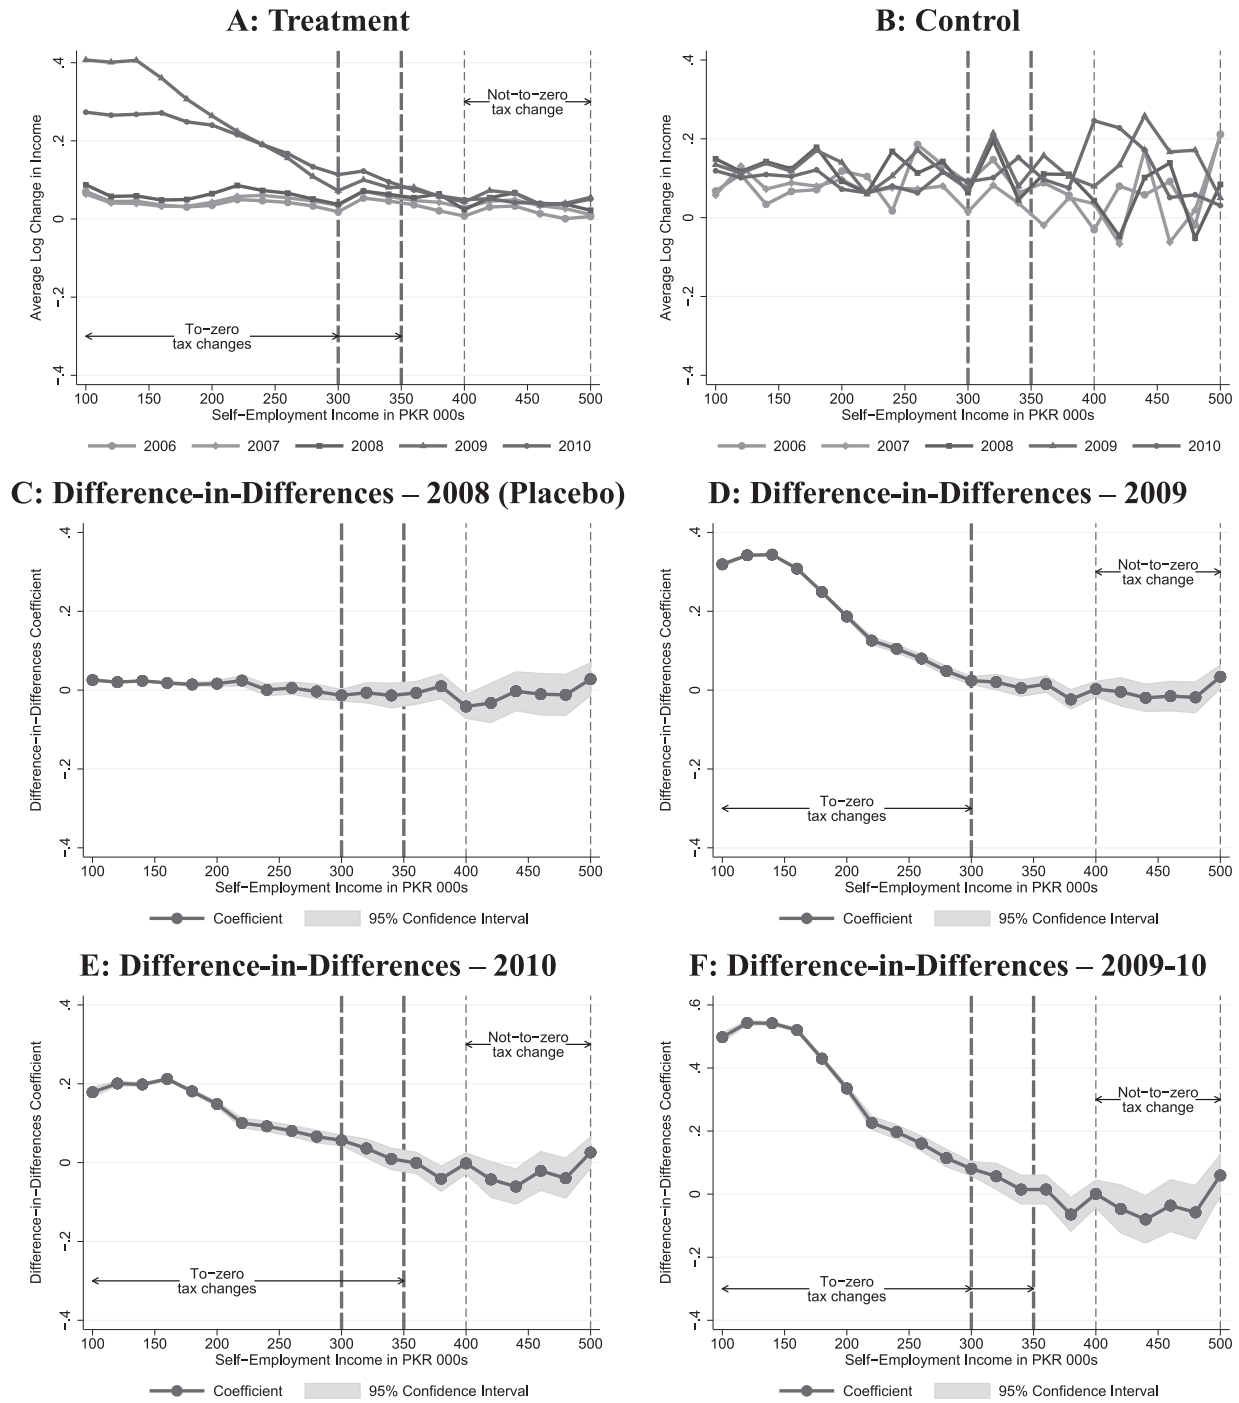 A: Treatment
Average Log Change in Income
.4
.2
0
-.2
-.4
Not-to-zero
tax change
To-zero
tax changes
100 150 200 250 300 350 400 450 500
Self-Employment Income in PKR 000s
2006 2007 2008 2009 2010
B: Control
Average Log Change in Income
.4
.2
0
-.2
-.4
100 150 200 250 300 350 400 450 500
Self-Employment Income in PKR 000s
2006 2007 2008 2009 2010
C: Difference-in-Differences – 2008 (Placebo)
Difference-in-Differences Coefficient
.4
.2
0
-.2
-.4
100 150 200 250 300 350 400 450 500
Self-Employment Income in PKR 000s
Coefficient 95% Confidence Interval
D: Difference-in-Differences – 2009
Difference-in-Differences Coefficient
.4
.2
0
-.2
-.4
Not-to-zero
tax change
To-zero
tax changes
100 150 200 250 300 350 400 450 500
Self-Employment Income in PKR 000s
Coefficient 95% Confidence Interval
E: Difference-in-Differences – 2010
Difference-in-Differences Coefficient
.4
.2
0
-.2
-.4
Not-to-zero
tax change
To-zero
tax changes
100 150 200 250 300 350 400 450 500
Self-Employment Income in PKR 000s
Coefficient 95% Confidence Interval
F: Difference-in-Differences – 2009-10
Difference-in-Differences Coefficient
.6
.4
.2
0
-.2
-.4
Not-to-zero
tax change
To-zero
tax changes
100 150 200 250 300 350 400 450 500
Self-Employment Income in PKR 000s
Coefficient 95% Confidence Interval